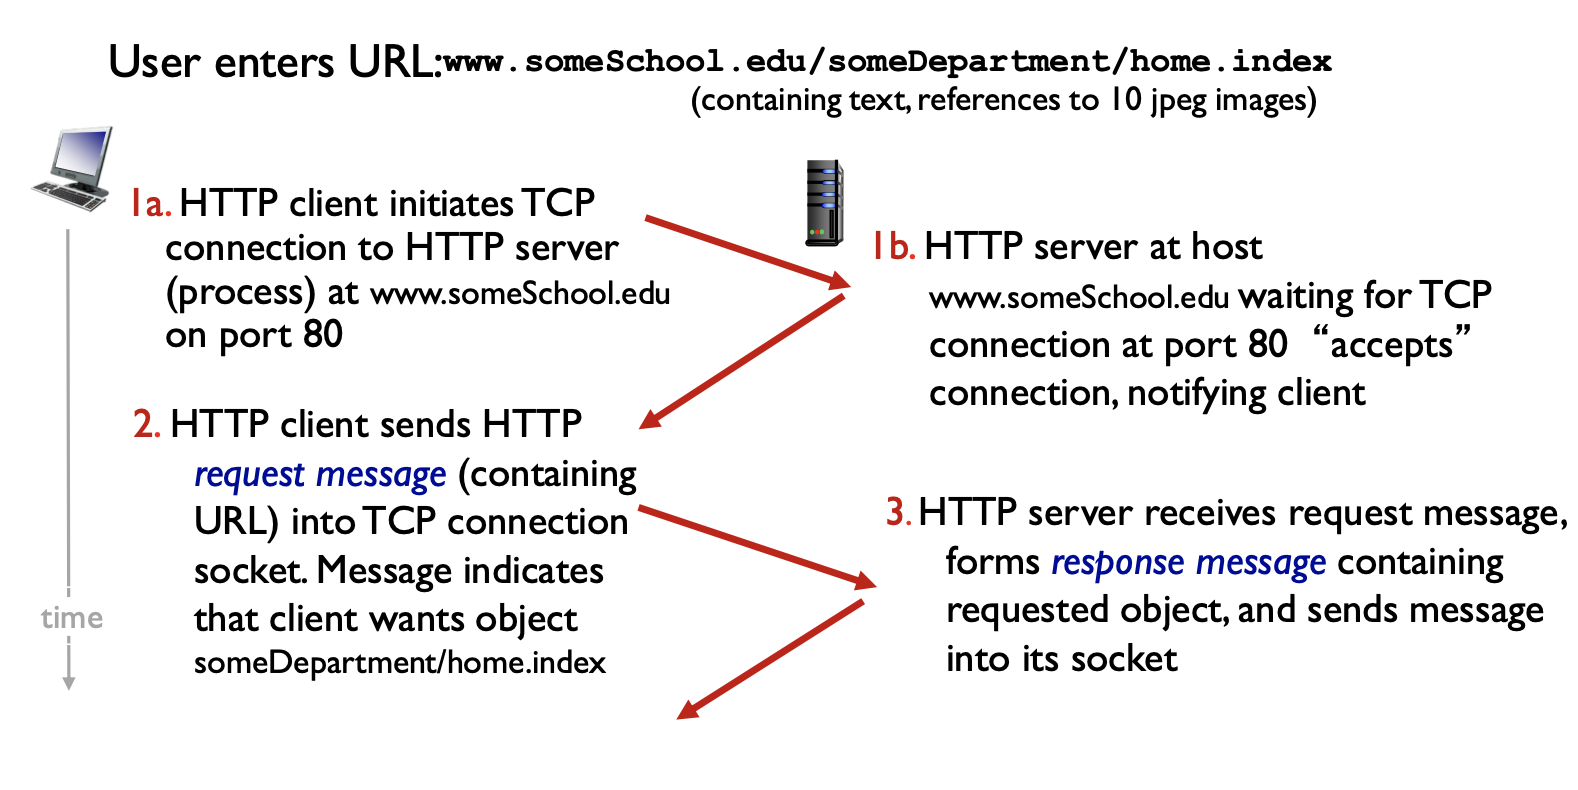 User enters URL:www.someSchool.edu/someDepartment/home.index
(containing text, references to 10 jpeg images)
1a. HTTP client initiates TCP
connection to HTTP server
(process) at www.someSchool.edu
on port 80
1b. HTTP server at host
www.someSchool.edu waiting for TCP
connection at port 80 “accepts”
connection, notifying client
2. HTTP client sends HTTP
request message (containing
URL) into TCP connection
socket. Message indicates
that client wants object
someDepartment/home.index
3. HTTP server receives request message,
forms response message containing
requested object, and sends message
into its socket
time